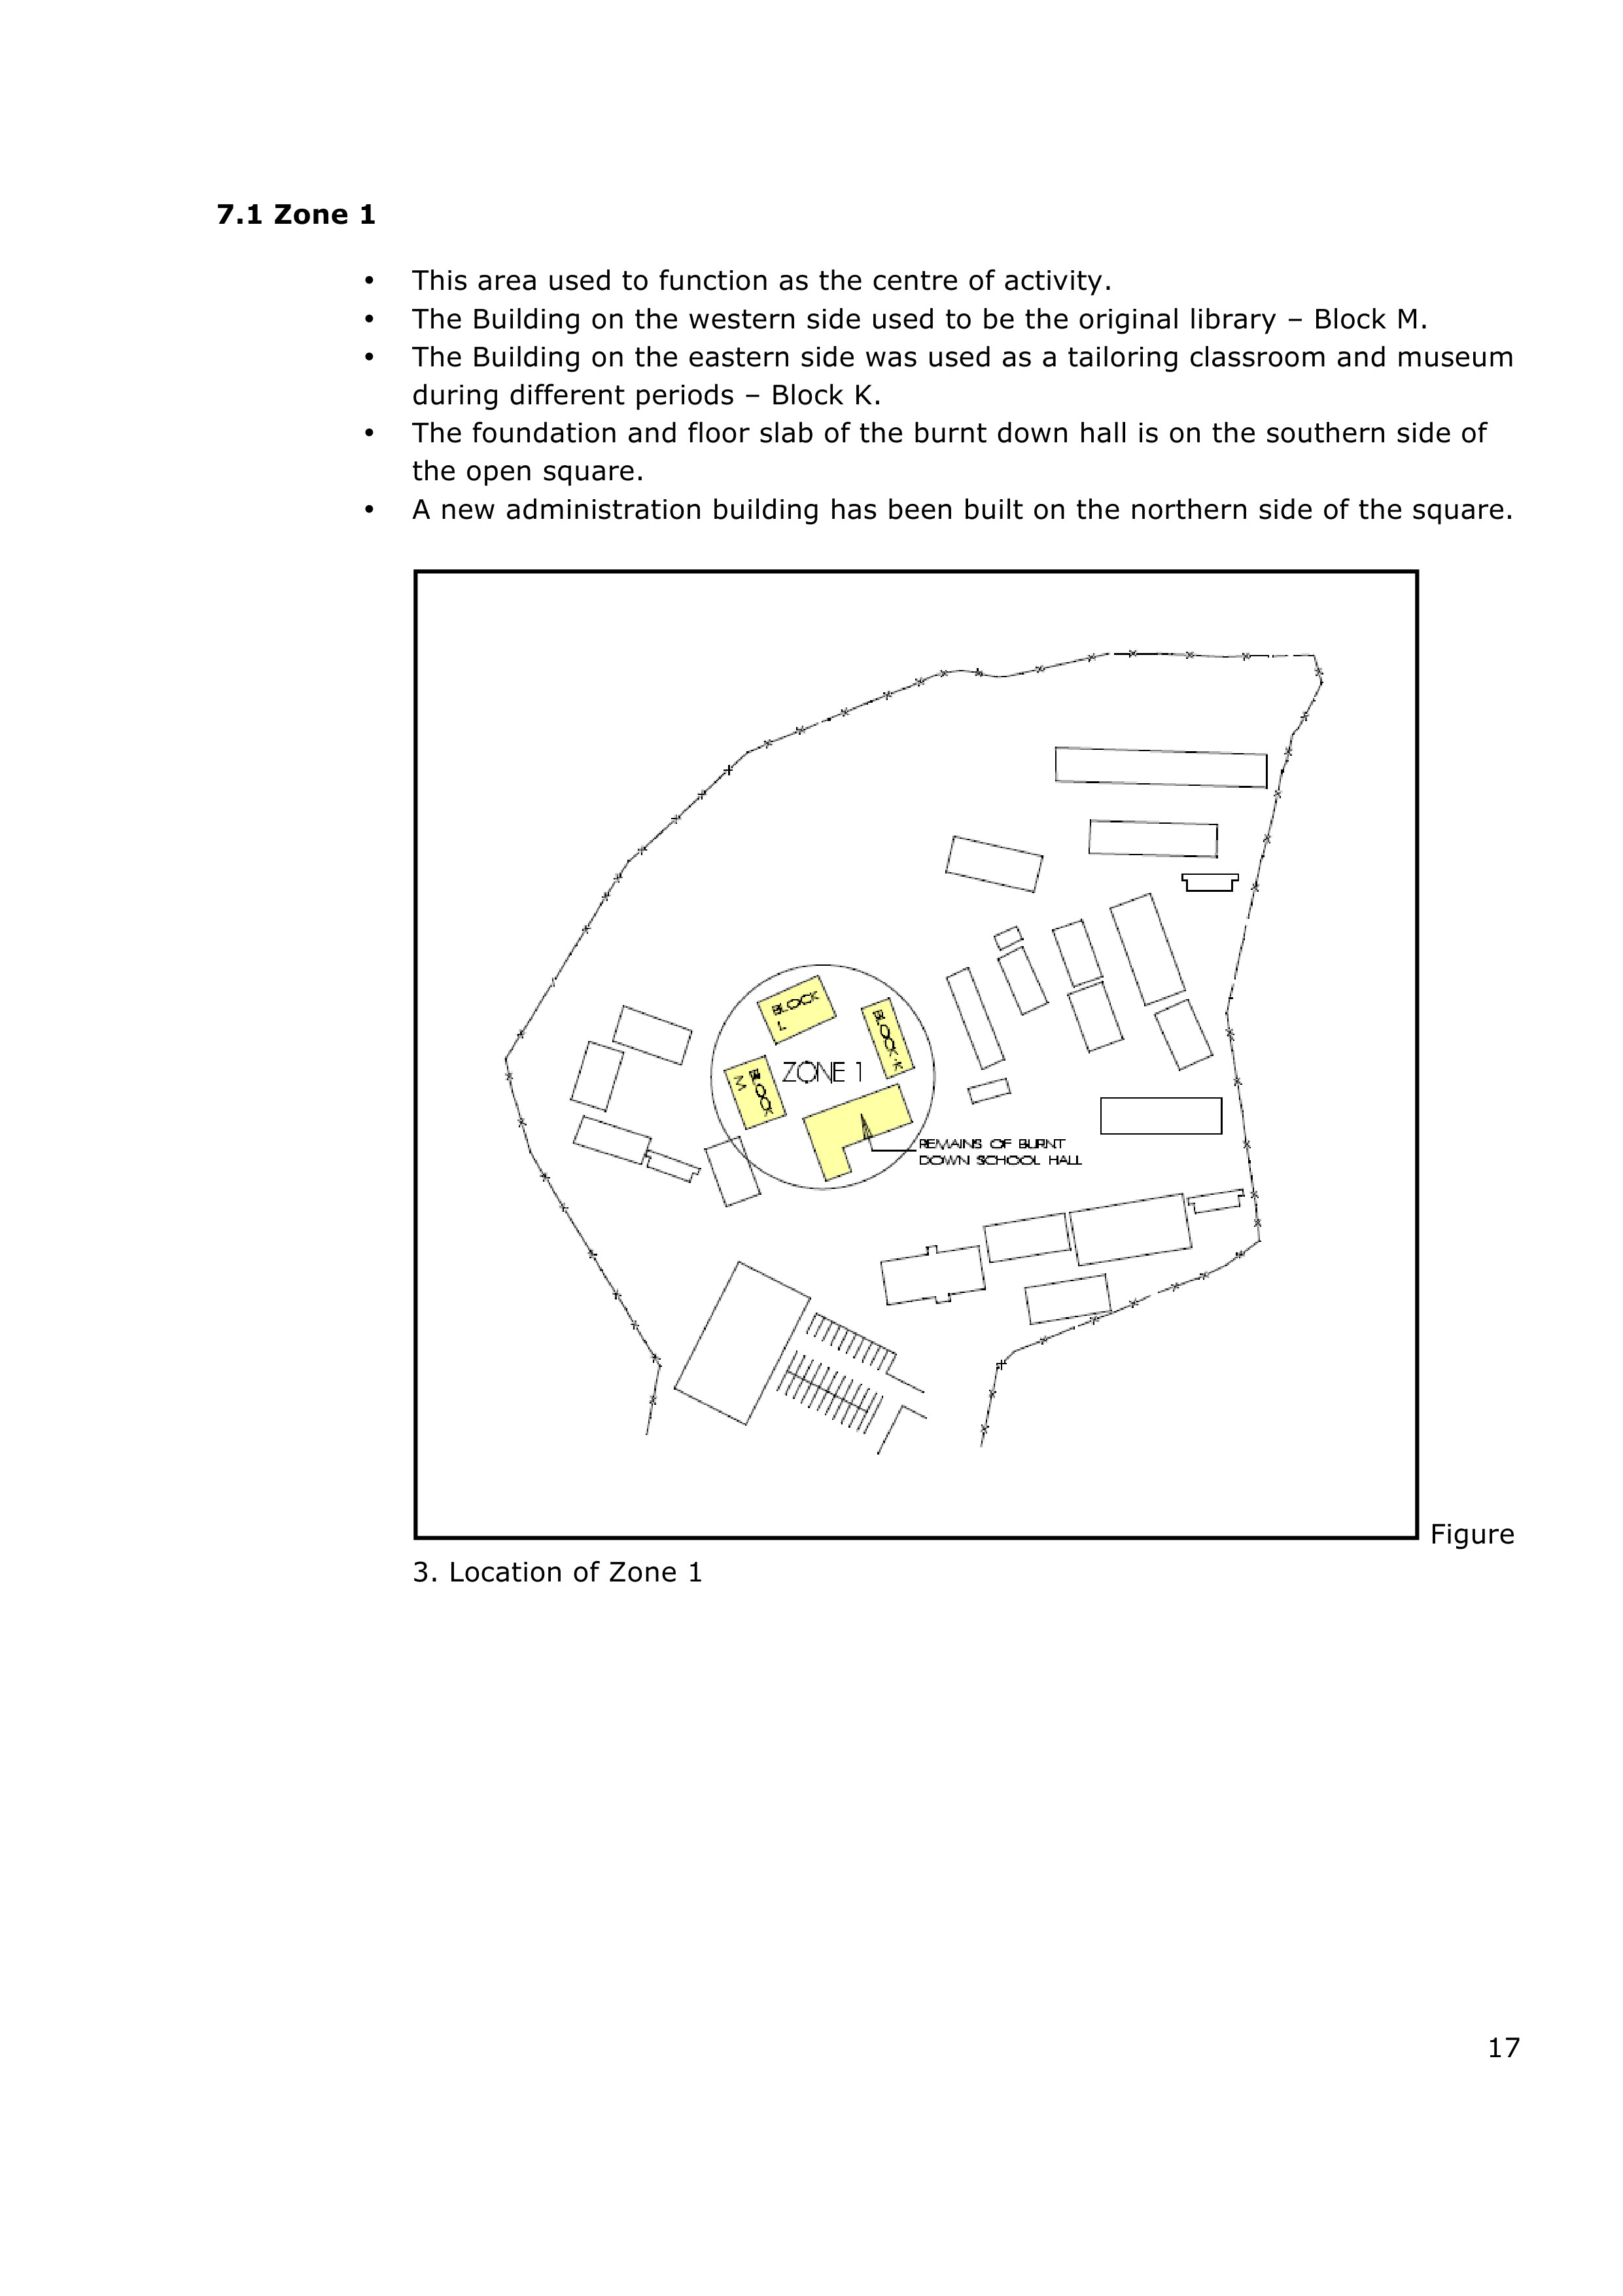 7.1 Zone 1
• This area used to function as the centre of activity.
• The Building on the western side used to be the original library – Block M.
• The Building on the eastern side was used as a tailoring classroom and museum
during different periods – Block K.
• The foundation and floor slab of the burnt down hall is on the southern side of
the open square.
• A new administration building has been built on the northern side of the square.
BLOCK
L
BLOCK K
BLOCK
M
ZONE 1
REMAINS OF BURNT
DOWN SCHOOL HALL
Figure
3. Location of Zone 1
17